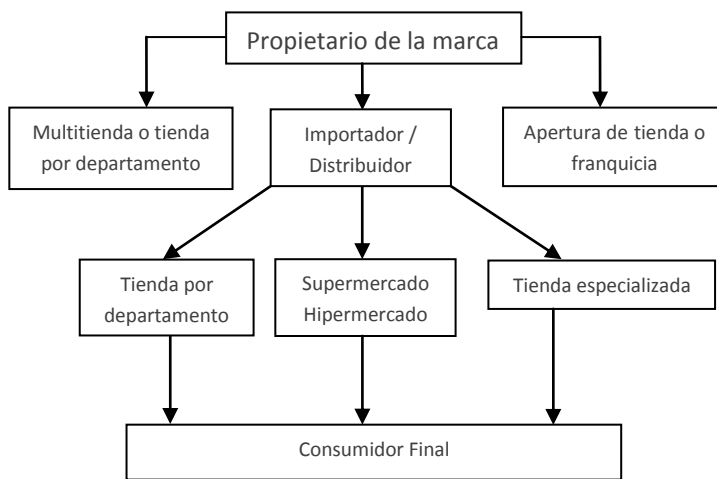 Propietario de la marca
Multitienda o tienda
por departamento
Importador /
Distribuidor
Apertura de tienda o
franquicia
Tienda por
departamento
Supermercado
Hipermercado
Tienda especializada
Consumidor Final